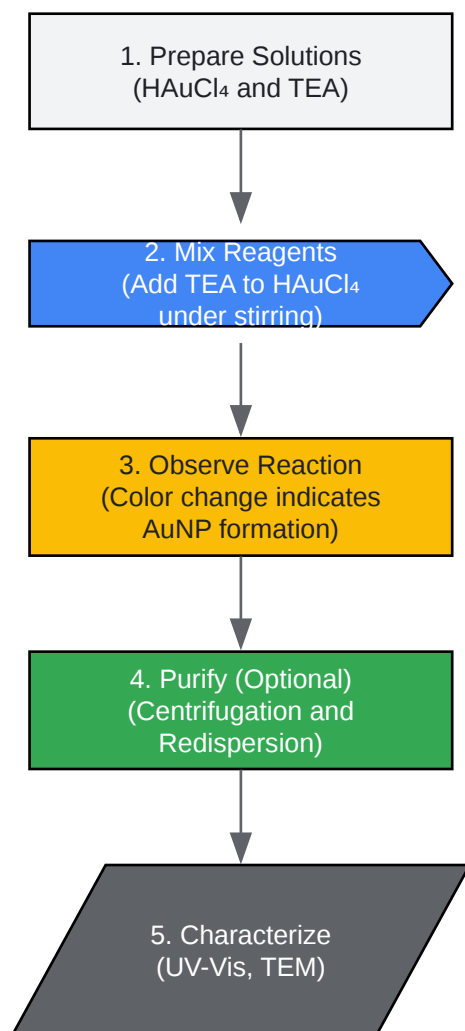 1. Prepare Solutions
(HAuCl₄ and TEA)
2. Mix Reagents
(Add TEA to HAuCl₄
under stirring)
3. Observe Reaction
(Color change indicates
AuNP formation)
4. Purify (Optional)
(Centrifugation and
Redispersion)
5. Characterize
(UV-Vis, TEM)